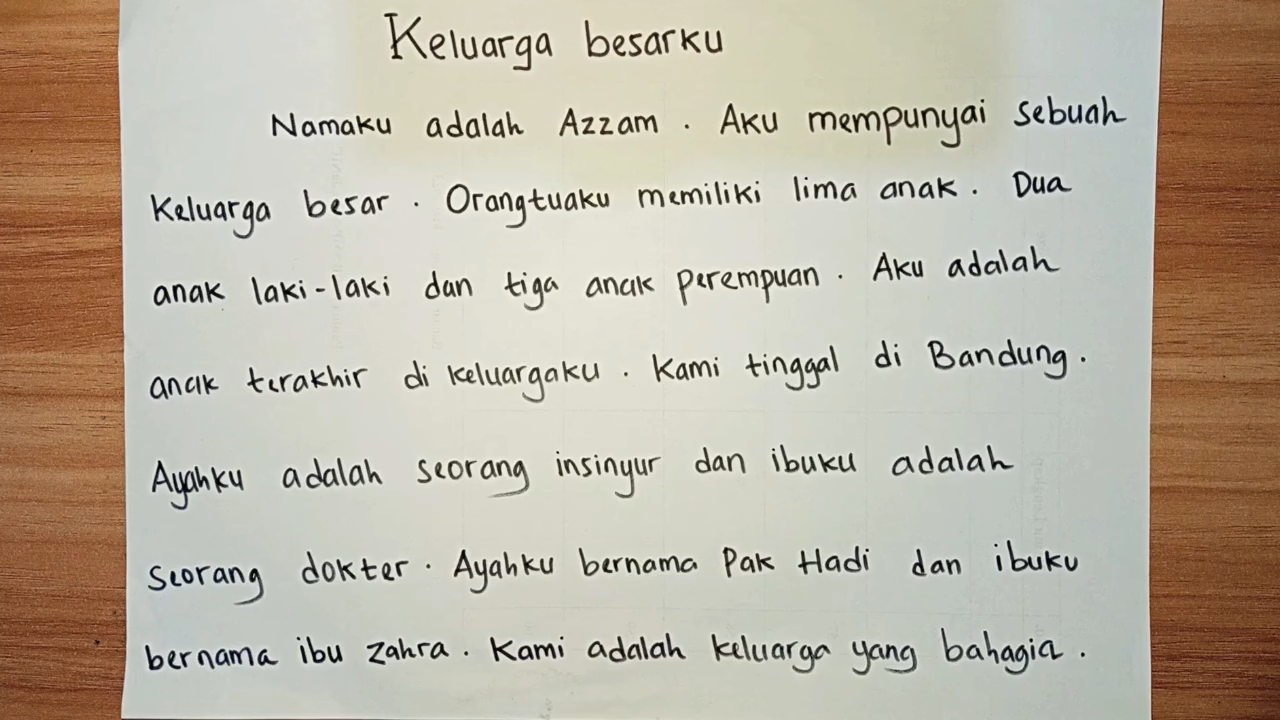 Keluarga besarku
Namaku adalah Azzam. Aku mempunyai sebuah
Keluarga besar. Orangtuaku memiliki lima anak. Dua
anak laki-laki dan tiga anak perempuan. Aku adalah
anak terakhir di keluargaku. Kami tinggal di Bandung.
Ayahku adalah seorang insinyur dan ibuku adalah
seorang dokter. Ayahku bernama Pak Hadi dan ibuku
bernama ibu Zahra. Kami adalah keluarga yang bahagia.